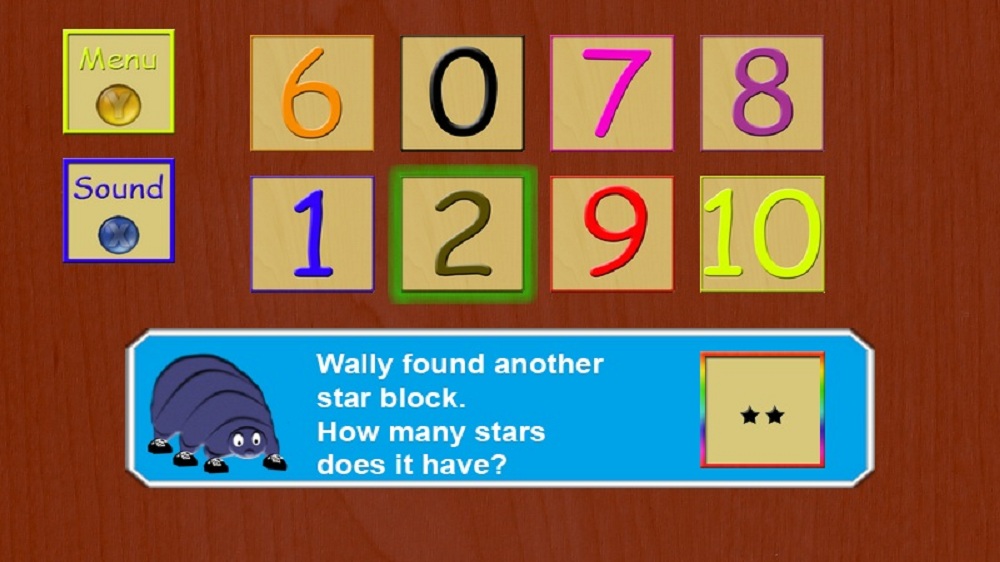 Menu
Y
6 0 7 8
Sound
X
1 2 9 10
Wally found another
star block.
How many stars
does it have?